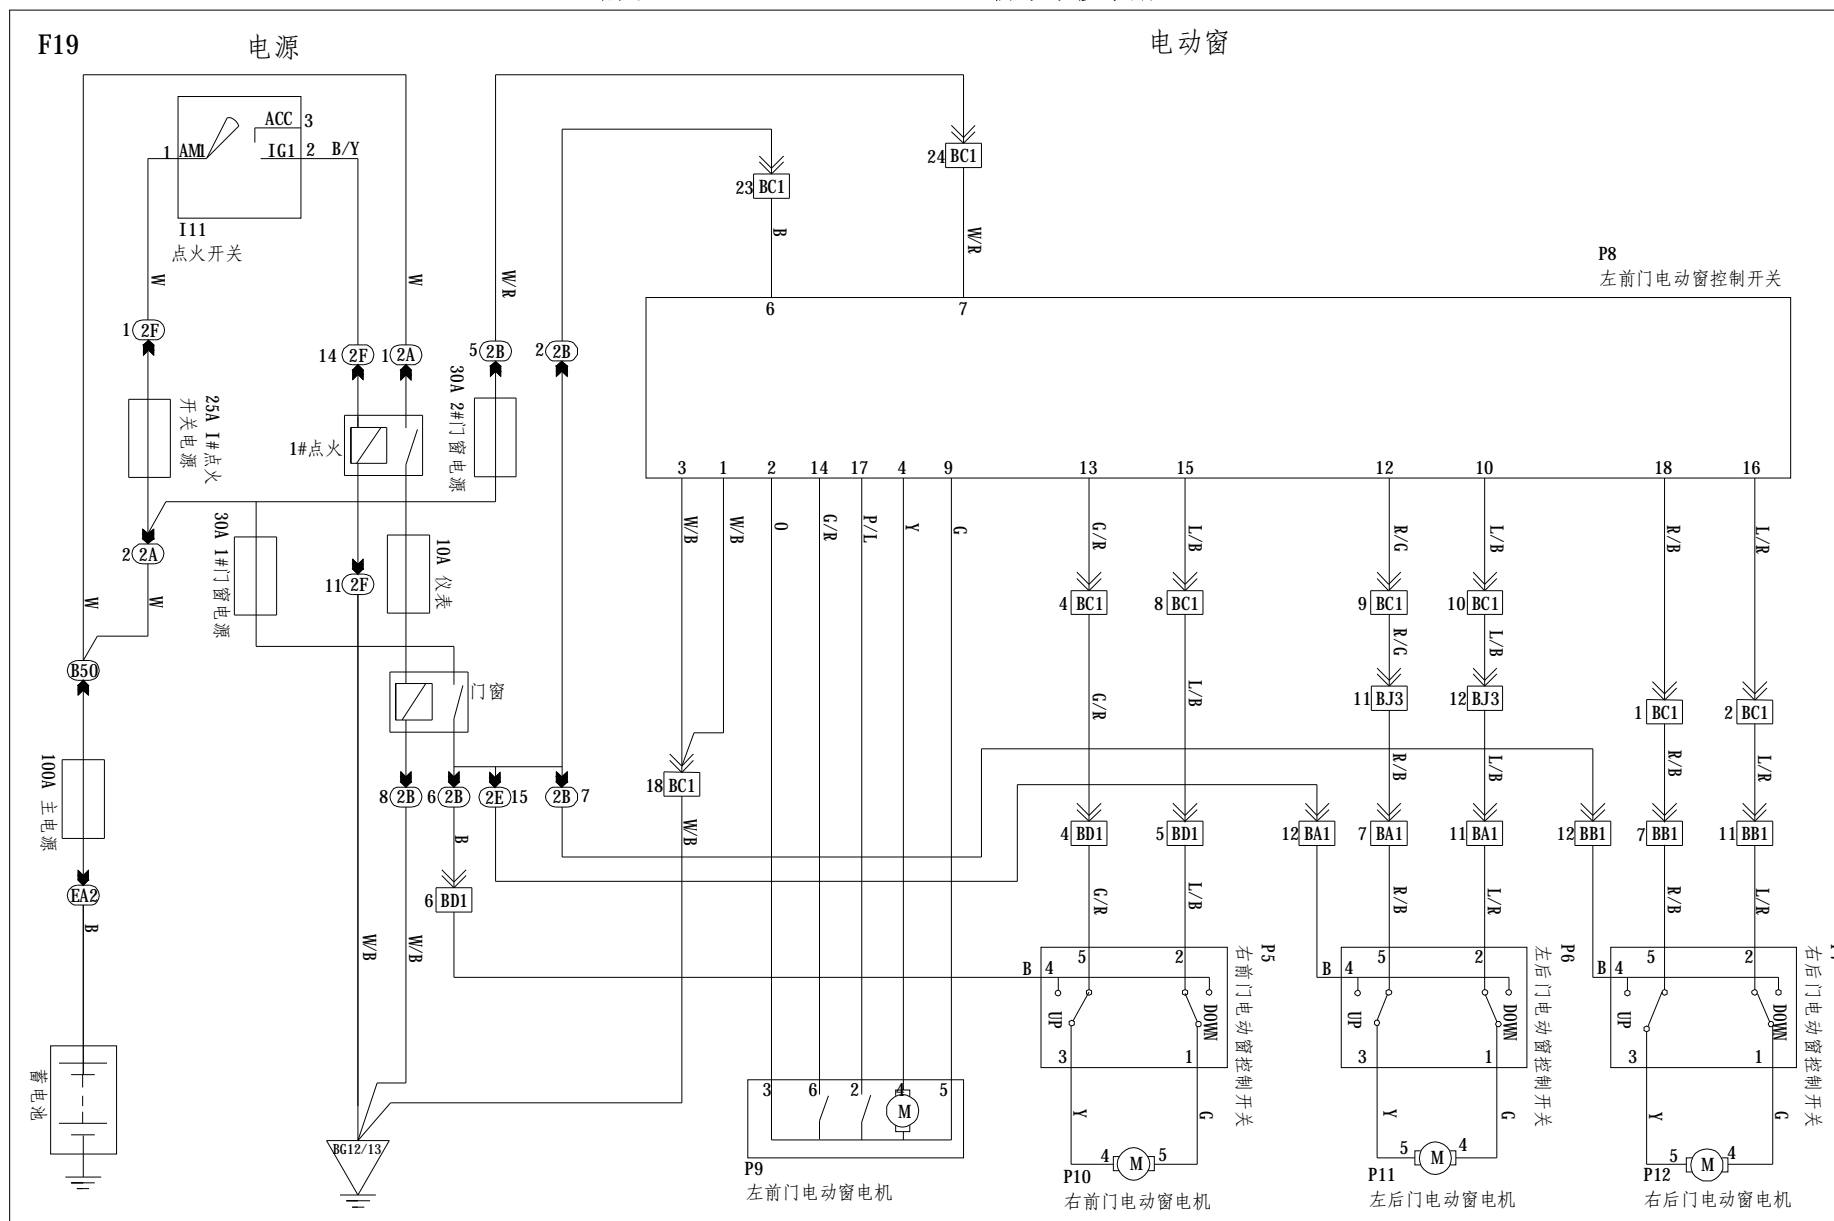 F19
电源
电动窗
ACC 3
1 AM1
IG1 2 B/Y
I11
点火开关
W
W
W/R
24 BC1
23 BC1
B
W/R
P8
左前门电动窗控制开关
6
7
1 2F
14 2F
1 2A
5 2B
2 2B
25A I#点火
开关电源
1#点火
30A 2#门窗电源
3 1 2 14 17 4 9 13 15 12 10 18 16
W/B W/B O G/R P/L Y G G/R L/B R/G L/B R/B L/R
2 2A
30A 1#门窗电源
11 2F
10A 仪表
W
W
4 BC1
8 BC1
9 BC1
10 BC1
R/G
L/B
B50
门窗
G/R
L/B
11 BJ3
12 BJ3
1 BC1
2 BC1
100A 主电源
R/B
L/B
R/B
L/R
18 BC1
8 2B
6 2B
2E 15
2B 7
B
W/B
4 BD1
5 BD1
12 BA1
7 BA1
11 BA1
12 BB1
7 BB1
11 BB1
EA2
B
6 BD1
G/R
L/B
R/B
L/R
R/B
L/R
W/B
W/B
B 4 5 2
UP DOWN
3 1
P5
右前门电动窗控制开关
B 4 5 2
UP DOWN
3 1
P6
左后门电动窗控制开关
B 4 5 2
UP DOWN
3 1
右后门电动窗控制开关
蓄电池
BG12/13
3 6 2 4 5
M
P9
左前门电动窗电机
Y G
4 M 5
P10
右前门电动窗电机
Y G
5 M 4
P11
左后门电动窗电机
Y G
5 M 4
P12
右后门电动窗电机